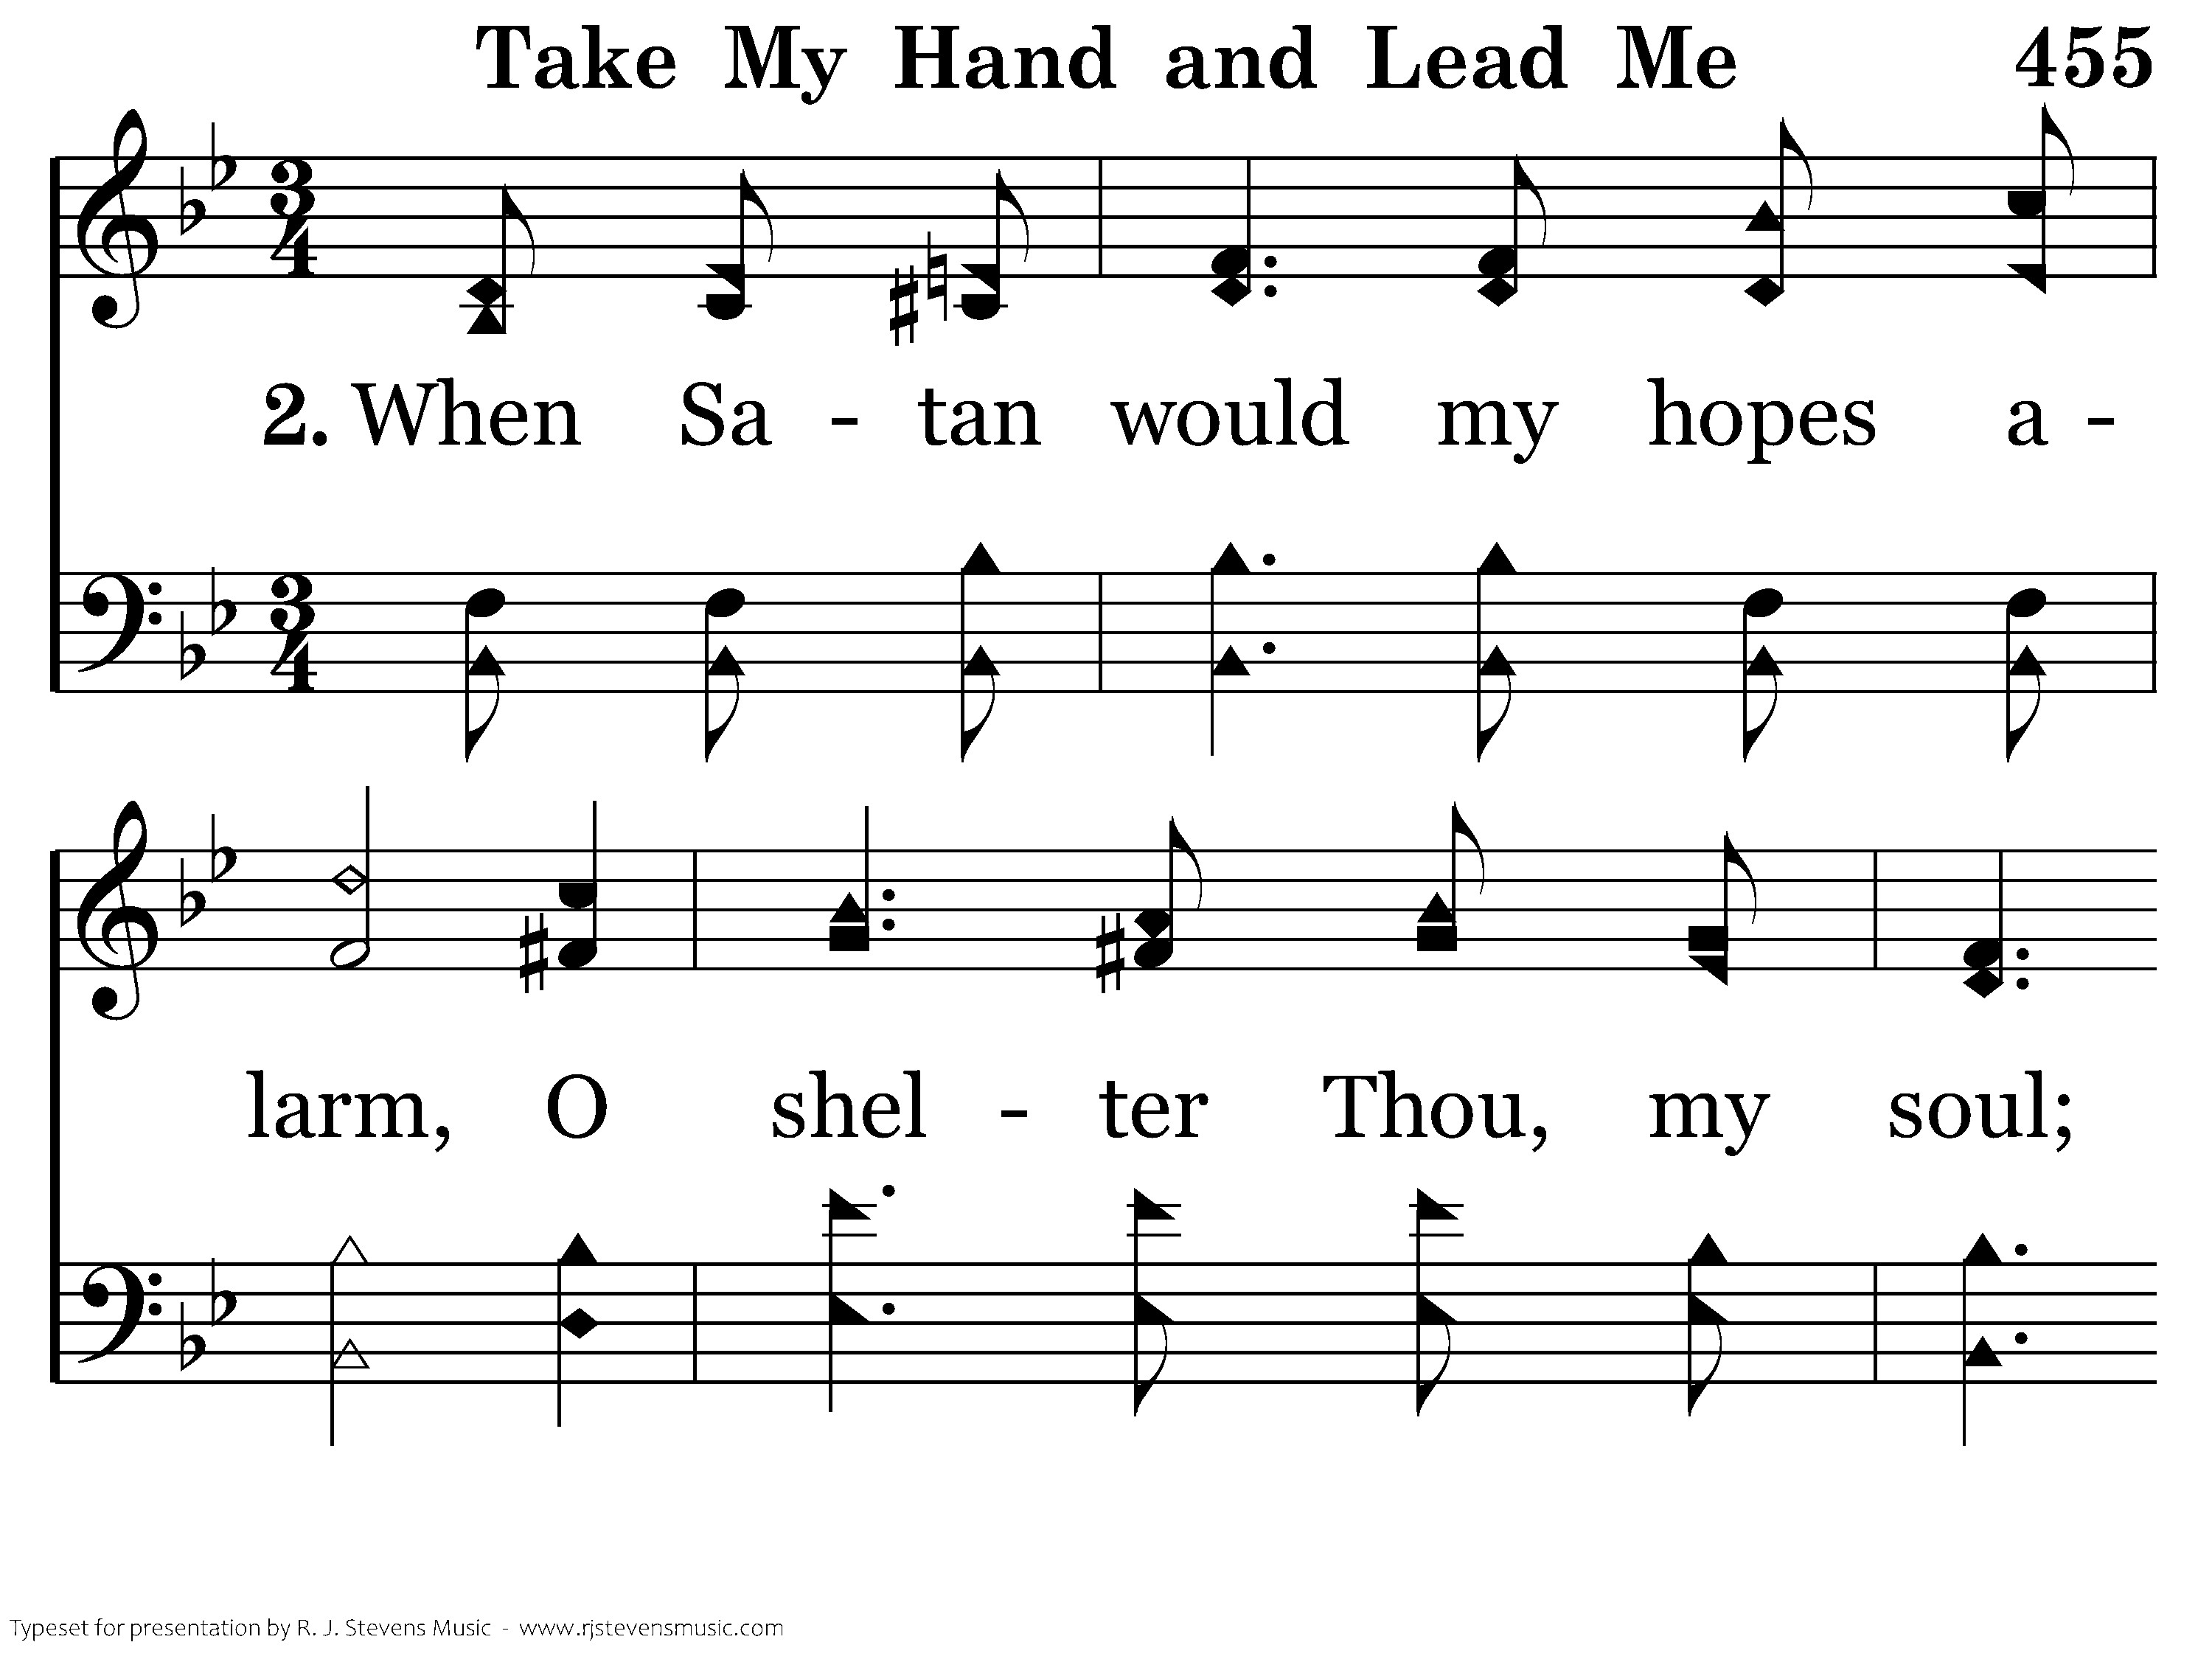 Take My Hand and Lead Me 455
3
4
2. When Sa - tan would my hopes a -
3
4
larm, O shel - ter Thou, my soul;
Typeset for presentation by R. J. Stevens Music - www.rjstevensmusic.com